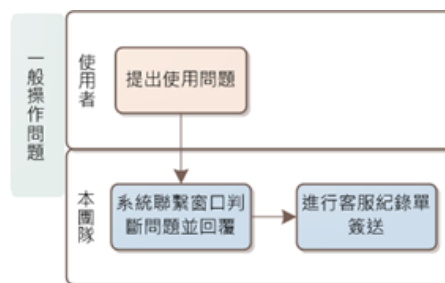 一般操作問題
使用者
提出使用問題
本團隊
系統聯繫窗口判
斷問題並回覆
進行客服紀錄單
簽送